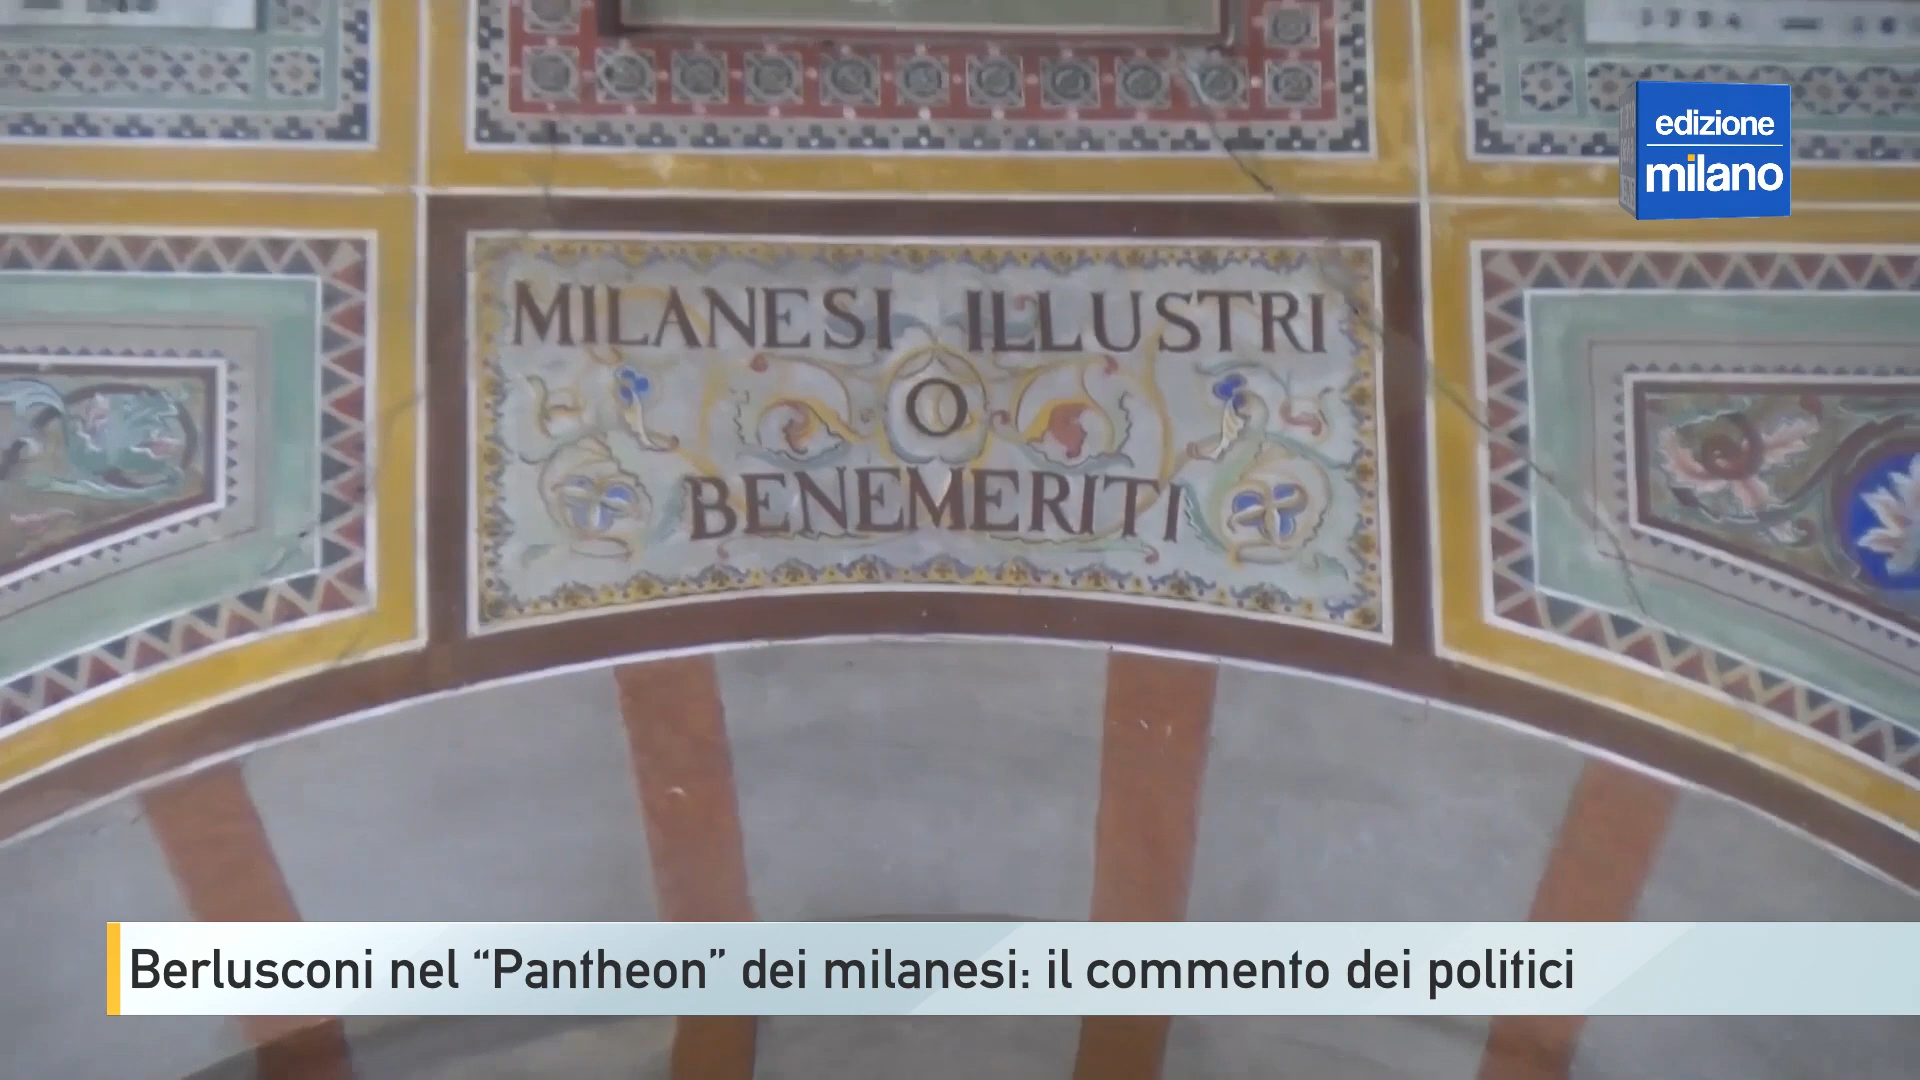 edizione
milano
MILANESI ILLUSTRI
O
BENEMERITI
Berlusconi nel “Pantheon” dei milanesi: il commento dei politici